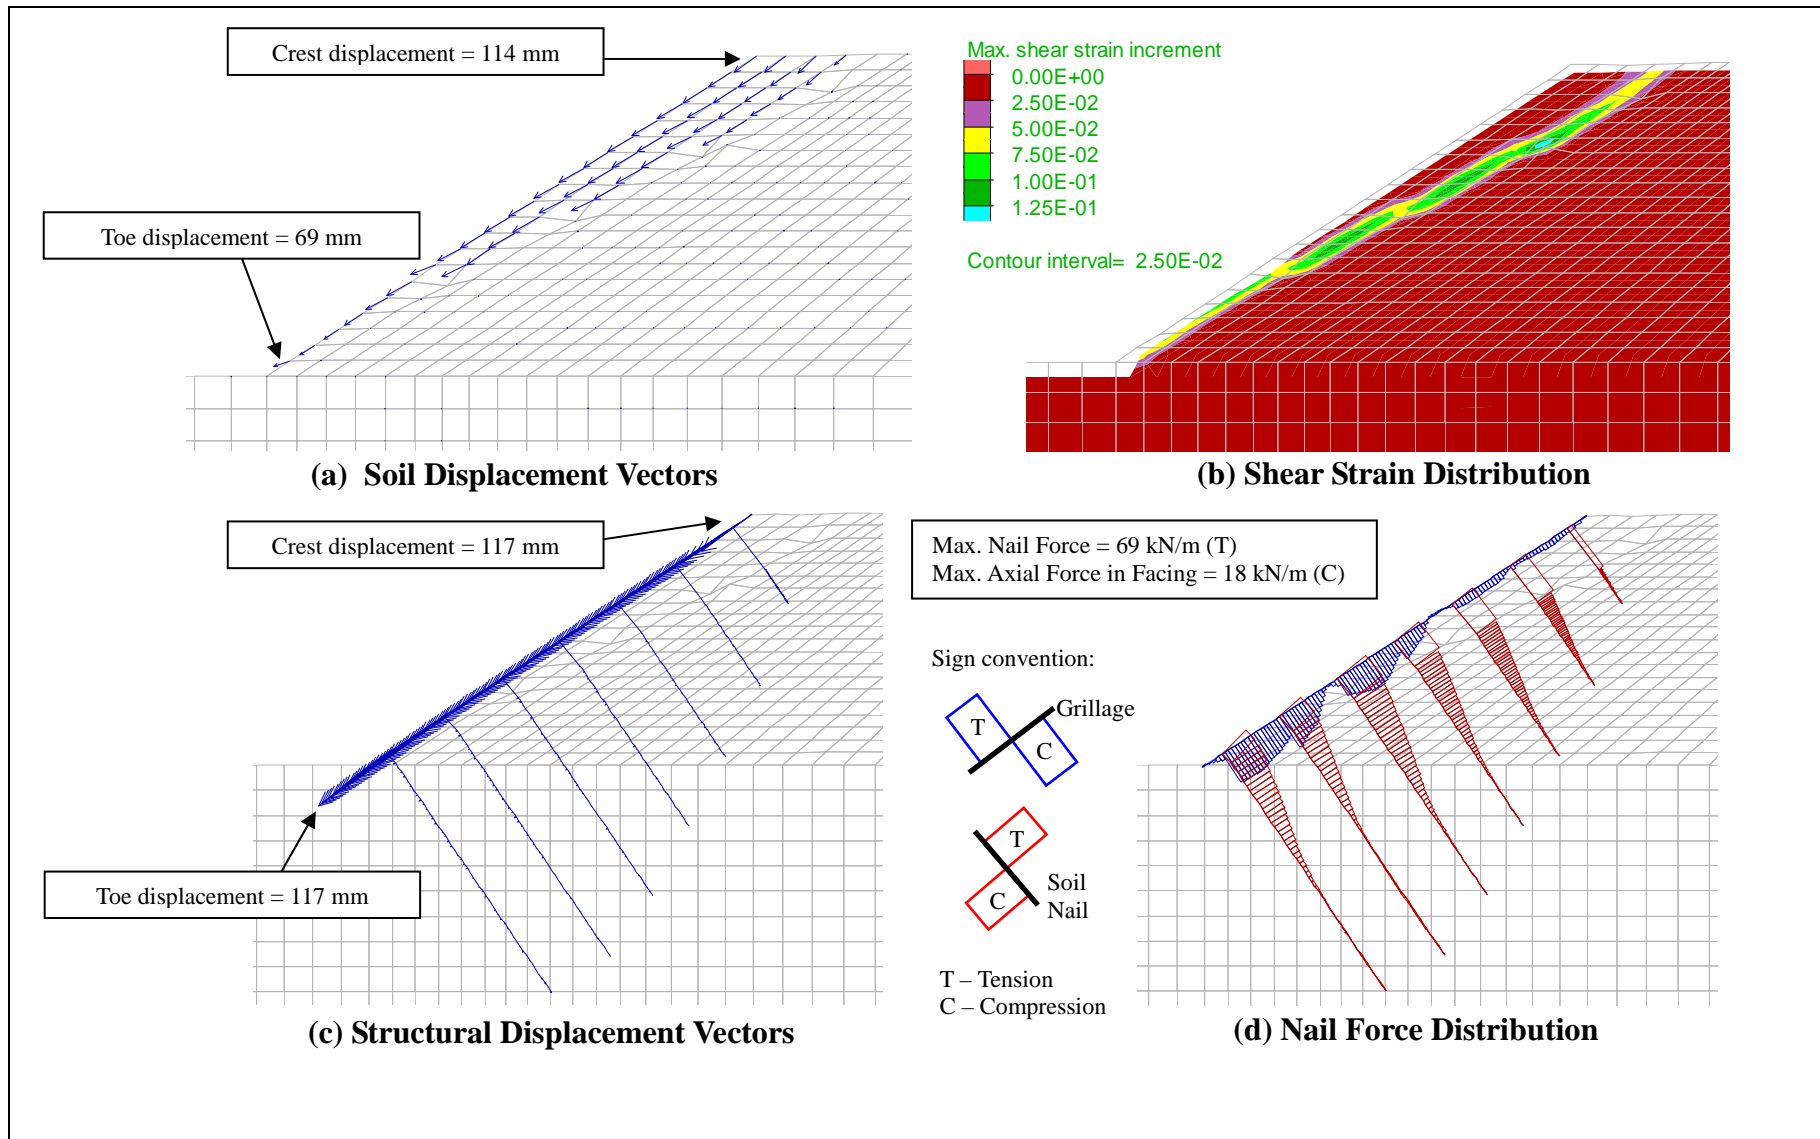 Crest displacement = 114 mm
Toe displacement = 69 mm
(a) Soil Displacement Vectors
Max. shear strain increment
0.00E+00
2.50E-02
5.00E-02
7.50E-02
1.00E-01
1.25E-01
Contour interval= 2.50E-02
(b) Shear Strain Distribution
Crest displacement = 117 mm
Toe displacement = 117 mm
(c) Structural Displacement Vectors
Max. Nail Force = 69 kN/m (T)
Max. Axial Force in Facing = 18 kN/m (C)
Sign convention:
Grillage
T
C
T
C
Soil
Nail
T – Tension
C – Compression
(d) Nail Force Distribution